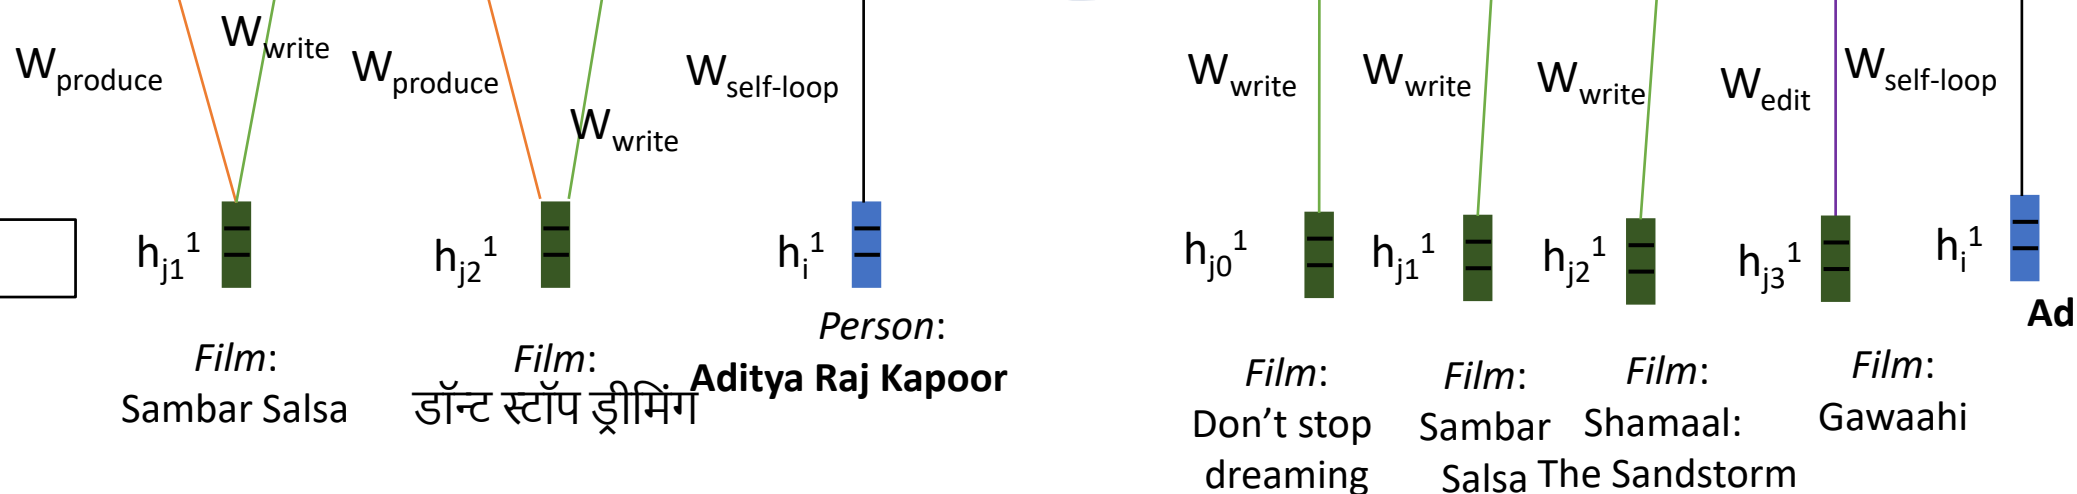 W_write
W_produce
W_produce
W_self-loop
W_write
W_write
W_write
W_write
W_edit
W_self-loop
h_j1^1
h_j2^1
h_i^1
h_j0^1
h_j1^1
h_j2^1
h_j3^1
h_i^1
Film:
Sambar Salsa
Film:
डॉन्ट स्टॉप ड्रीमिंग
Person:
Aditya Raj Kapoor
Film:
Don’t stop
dreaming
Film:
Sambar
Salsa
Film:
Shamaal:
The Sandstorm
Film:
Gawaahi
Ad